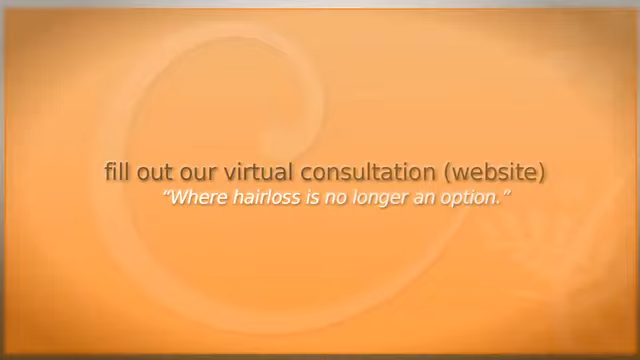 fill out our virtual consultation (website)
“Where hairloss is no longer an option.”